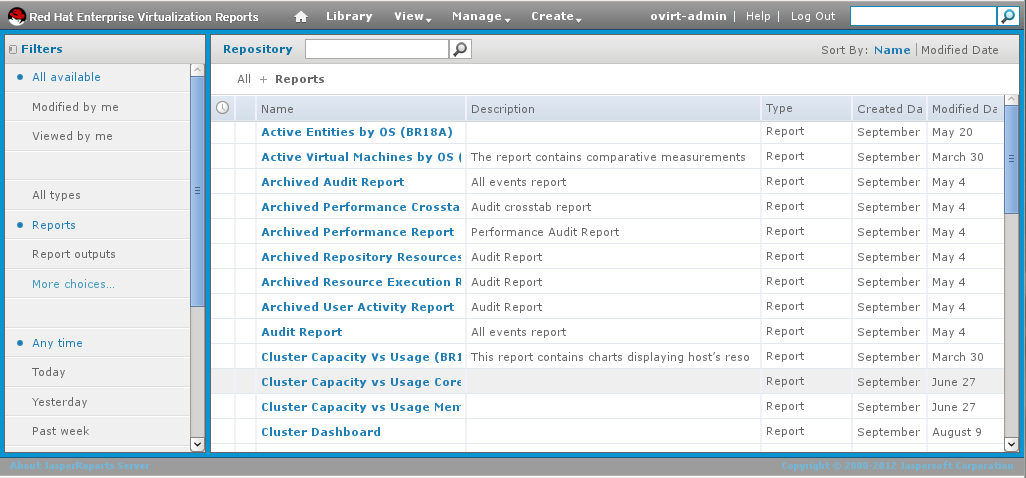 Red Hat Enterprise Virtualization Reports Library View Manage Create ovirt-admin | Help | Log Out
Filters
All available
Modified by me
Viewed by me
All types
Reports
Report outputs
More choices...
Any time
Today
Yesterday
Past week
Repository Sort By: Name | Modified Date
All + Reports
Name Description Type Created Da Modified Da
Active Entities by OS (BR18A) Report September May 20
Active Virtual Machines by OS ( The report contains comparative measurements Report September March 30
Archived Audit Report All events report Report September May 4
Archived Performance Crossta Audit crosstab report Report September May 4
Archived Performance Report Performance Audit Report Report September May 4
Archived Repository Resources Audit Report Report September May 4
Archived Resource Execution R Audit Report Report September May 4
Archived User Activity Report Audit Report Report September May 4
Audit Report All events report Report September May 4
Cluster Capacity Vs Usage (BR1 This report contains charts displaying host's reso Report September March 30
Cluster Capacity vs Usage Core Report September June 27
Cluster Capacity vs Usage Mem Report September June 27
Cluster Dashboard Report September August 9
About JasperReports Server Copyright © 2000-2012 Jaspersoft Corporation